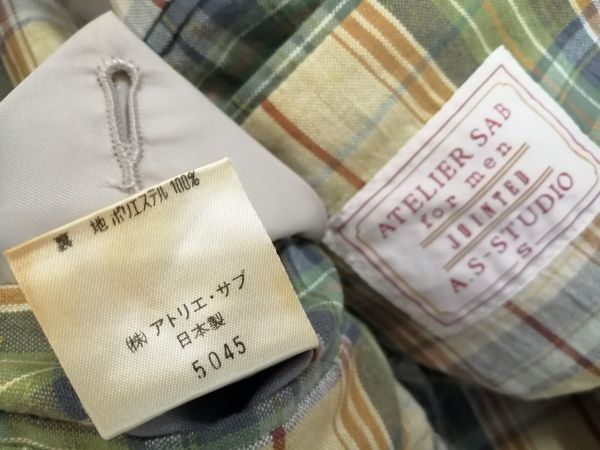 裏 地 ポリエステル 100%
(株) アトリエ・サブ
日本製
5045
ATELIER SAB
for men
JOINTED
A.S-STUDIO
S